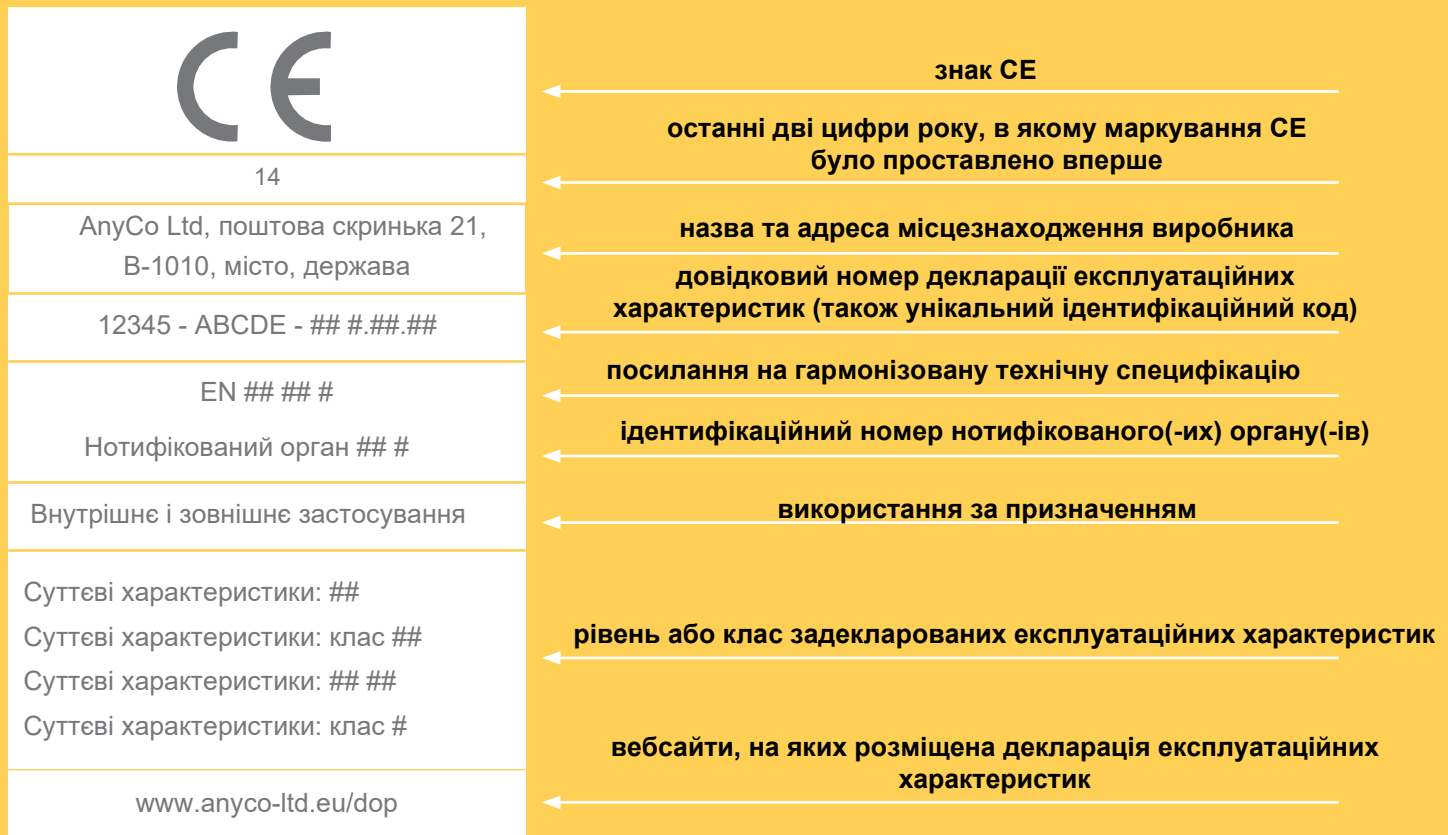 CE
знак СЕ
останні дві цифри року, в якому маркування СЕ
було проставлено вперше
14
AnyCo Ltd, поштова скринька 21,
B-1010, місто, держава
назва та адреса місцезнаходження виробника
довідковий номер декларації експлуатаційних
характеристик (також унікальний ідентифікаційний код)
12345 - ABCDE - ## #.##.##
посилання на гармонізовану технічну специфікацію
EN ## ## #
ідентифікаційний номер нотифікованого(-их) органу(-ів)
Нотифікований орган ## #
використання за призначенням
Внутрішнє і зовнішнє застосування
Суттєві характеристики: ##
Суттєві характеристики: клас ##
рівень або клас задекларованих експлуатаційних характеристик
Суттєві характеристики: ## ##
Суттєві характеристики: клас #
вебсайти, на яких розміщена декларація експлуатаційних
характеристик
www.anyco-ltd.eu/dop